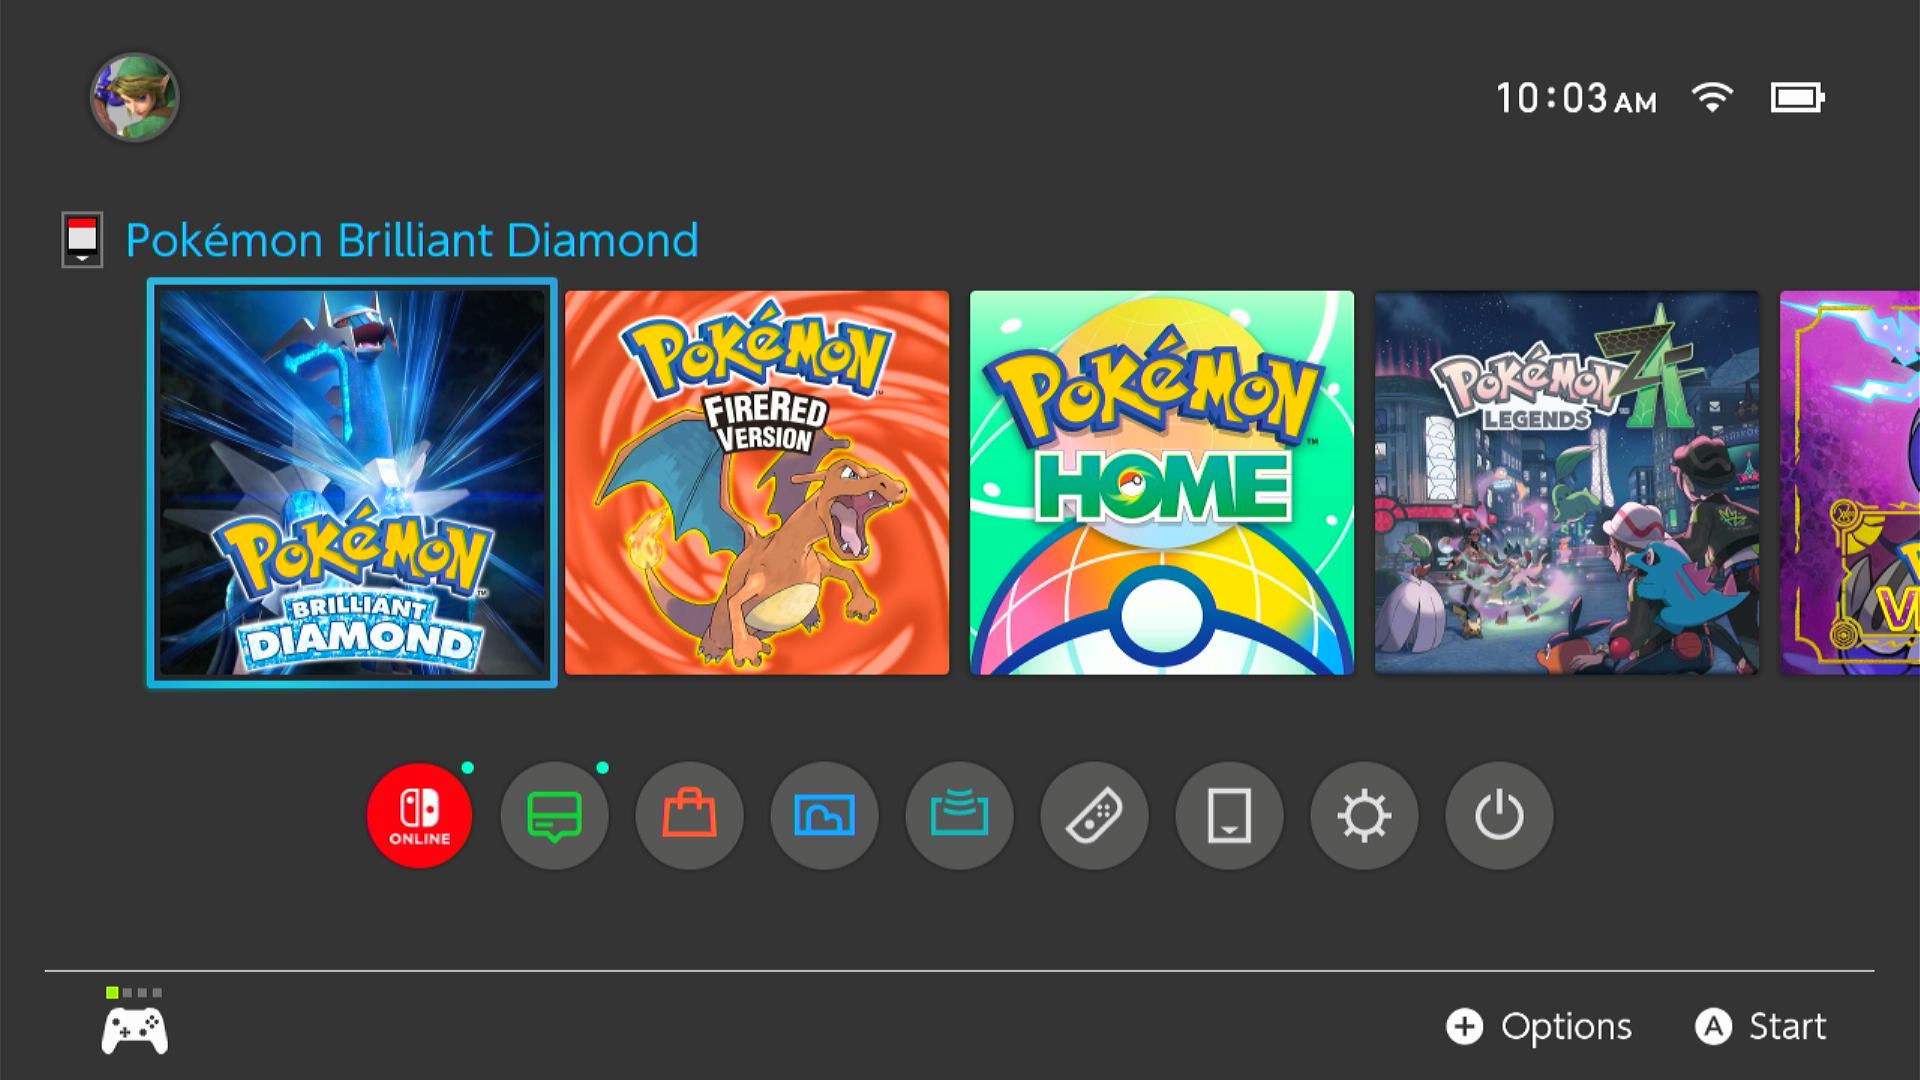 10:03 AM
Pokémon Brilliant Diamond
POKéMON
BRILLIANT
DIAMOND
POKéMON
FIRERED
VERSION
POKéMON
HOME
POKéMON
LEGENDS
Z-A
ONLINE
+ Options
A Start